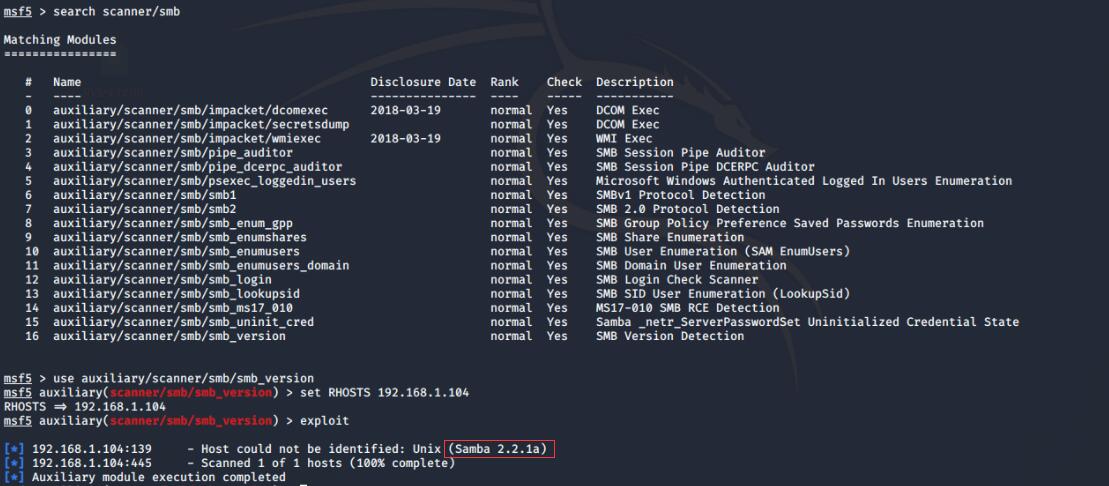 msf5 > search scanner/smb
Matching Modules
================
# Name Disclosure Date Rank Check Description
- ---- --------------- ---- ----- -----------
0 auxiliary/scanner/smb/impacket/dcomexec 2018-03-19 normal Yes DCOM Exec
1 auxiliary/scanner/smb/impacket/secretsdump normal Yes DCOM Exec
2 auxiliary/scanner/smb/impacket/wmiexec 2018-03-19 normal Yes WMI Exec
3 auxiliary/scanner/smb/pipe_auditor normal Yes SMB Session Pipe Auditor
4 auxiliary/scanner/smb/pipe_dcerpc_auditor normal Yes SMB Session Pipe DCERPC Auditor
5 auxiliary/scanner/smb/psexec_loggedin_users normal Yes Microsoft Windows Authenticated Logged In Users Enumeration
6 auxiliary/scanner/smb/smb1 normal Yes SMBv1 Protocol Detection
7 auxiliary/scanner/smb/smb2 normal Yes SMB 2.0 Protocol Detection
8 auxiliary/scanner/smb/smb_enum_gpp normal Yes SMB Group Policy Preference Saved Passwords Enumeration
9 auxiliary/scanner/smb/smb_enumshares normal Yes SMB Share Enumeration
10 auxiliary/scanner/smb/smb_enumusers normal Yes SMB User Enumeration (SAM EnumUsers)
11 auxiliary/scanner/smb/smb_enumusers_domain normal Yes SMB Domain User Enumeration
12 auxiliary/scanner/smb/smb_login normal Yes SMB Login Check Scanner
13 auxiliary/scanner/smb/smb_lookupsid normal Yes SMB SID User Enumeration (LookupSid)
14 auxiliary/scanner/smb/smb_ms17_010 normal Yes MS17-010 SMB RCE Detection
15 auxiliary/scanner/smb/smb_uninit_cred normal Yes Samba _netr_ServerPasswordSet Uninitialized Credential State
16 auxiliary/scanner/smb/smb_version normal Yes SMB Version Detection
msf5 > use auxiliary/scanner/smb/smb_version
msf5 auxiliary(scanner/smb/smb_version) > set RHOSTS 192.168.1.104
RHOSTS => 192.168.1.104
msf5 auxiliary(scanner/smb/smb_version) > exploit
[*] 192.168.1.104:139 - Host could not be identified: Unix (Samba 2.2.1a)
[*] 192.168.1.104:445 - Scanned 1 of 1 hosts (100% complete)
[*] Auxiliary module execution completed